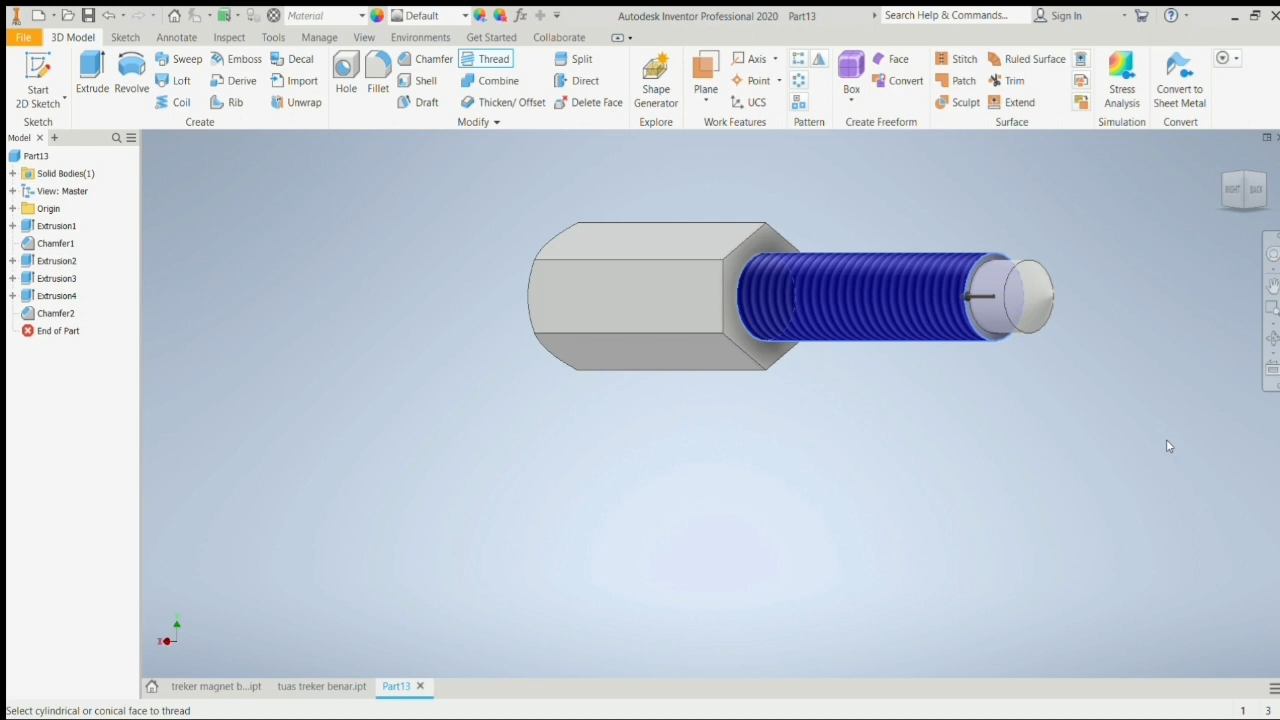 Material Default fx Autodesk Inventor Professional 2020 Part13 Search Help & Commands... Sign In
File 3D Model Sketch Annotate Inspect Tools Manage View Environments Get Started Collaborate
Start 2D Sketch Extrude Revolve Sweep Emboss Decal Hole Fillet Chamfer Thread Split Shape Generator Plane Axis Box Face Stitch Ruled Surface Stress Analysis Convert to Sheet Metal
Loft Derive Import Shell Combine Direct Point Convert Patch Trim
Coil Rib Unwrap Draft Thicken/ Offset Delete Face UCS Sculpt Extend
Sketch Create Modify Explore Work Features Pattern Create Freeform Surface Simulation Convert
Model
Part13
Solid Bodies(1)
View: Master
Origin
Extrusion1
Chamfer1
Extrusion2
Extrusion3
Extrusion4
Chamfer2
End of Part
RIGHT BACK
treker magnet b...ipt tuas treker benar.ipt Part13
Select cylindrical or conical face to thread 1 3